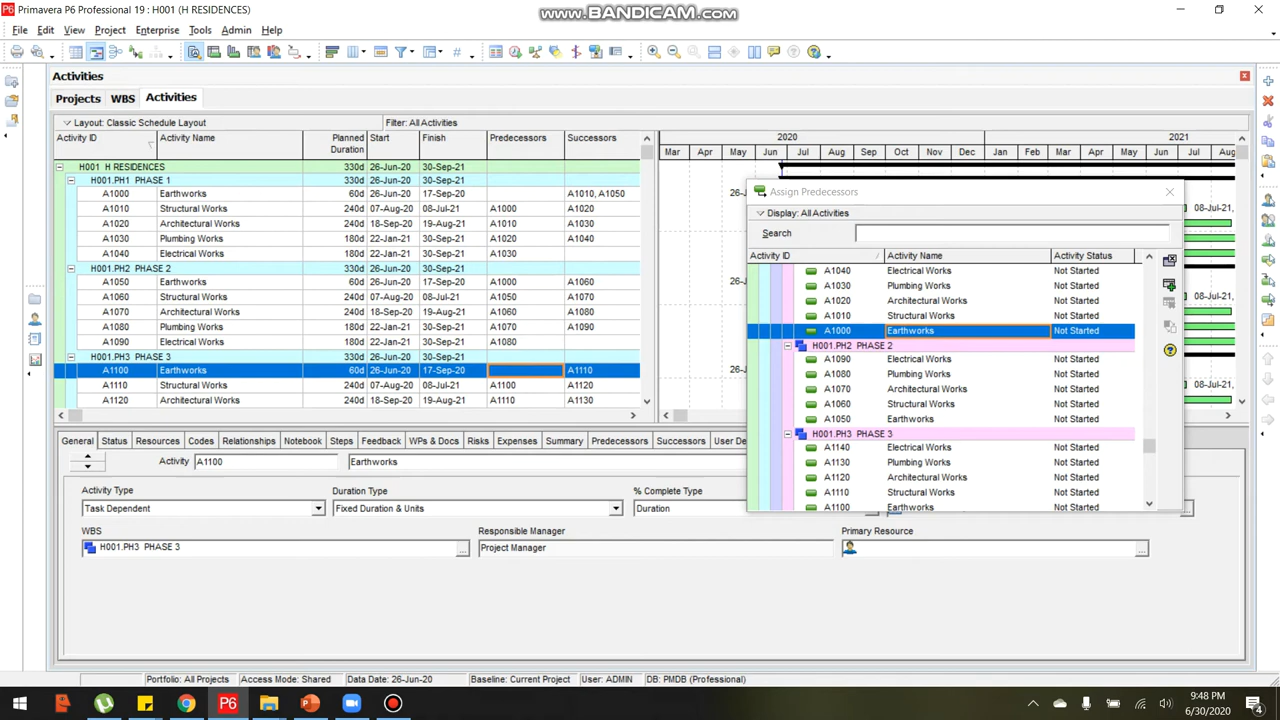 Primavera P6 Professional 19 : H001 (H RESIDENCES)
www.BANDICAM.com
File Edit View Project Enterprise Tools Admin Help
Activities
Projects WBS Activities
Layout: Classic Schedule Layout Filter: All Activities
Activity ID Activity Name Planned Duration Start Finish Predecessors Successors
2020 2021
Mar Apr May Jun Jul Aug Sep Oct Nov Dec Jan Feb Mar Apr May Jun Jul Aug
H001 H RESIDENCES 330d 26-Jun-20 30-Sep-21
H001.PH1 PHASE 1 330d 26-Jun-20 30-Sep-21
A1000 Earthworks 60d 26-Jun-20 17-Sep-20 A1010, A1050
A1010 Structural Works 240d 07-Aug-20 08-Jul-21 A1000 A1020
A1020 Architectural Works 240d 18-Sep-20 19-Aug-21 A1010 A1030
A1030 Plumbing Works 180d 22-Jan-21 30-Sep-21 A1020 A1040
A1040 Electrical Works 180d 22-Jan-21 30-Sep-21 A1030
H001.PH2 PHASE 2 330d 26-Jun-20 30-Sep-21
A1050 Earthworks 60d 26-Jun-20 17-Sep-20 A1000 A1060
A1060 Structural Works 240d 07-Aug-20 08-Jul-21 A1050 A1070
A1070 Architectural Works 240d 18-Sep-20 19-Aug-21 A1060 A1080
A1080 Plumbing Works 180d 22-Jan-21 30-Sep-21 A1070 A1090
A1090 Electrical Works 180d 22-Jan-21 30-Sep-21 A1080
H001.PH3 PHASE 3 330d 26-Jun-20 30-Sep-21
A1100 Earthworks 60d 26-Jun-20 17-Sep-20 A1110
A1110 Structural Works 240d 07-Aug-20 08-Jul-21 A1100 A1120
A1120 Architectural Works 240d 18-Sep-20 19-Aug-21 A1110 A1130
Assign Predecessors
Display: All Activities
Search
Activity ID Activity Name Activity Status
A1040 Electrical Works Not Started
A1030 Plumbing Works Not Started
A1020 Architectural Works Not Started
A1010 Structural Works Not Started
A1000 Earthworks Not Started
H001.PH2 PHASE 2
A1090 Electrical Works Not Started
A1080 Plumbing Works Not Started
A1070 Architectural Works Not Started
A1060 Structural Works Not Started
A1050 Earthworks Not Started
H001.PH3 PHASE 3
A1140 Electrical Works Not Started
A1130 Plumbing Works Not Started
A1120 Architectural Works Not Started
A1110 Structural Works Not Started
A1100 Earthworks Not Started
General Status Resources Codes Relationships Notebook Steps Feedback WPs & Docs Risks Expenses Summary Predecessors Successors User De
Activity A1100 Earthworks
Activity Type Duration Type % Complete Type
Task Dependent Fixed Duration & Units Duration
WBS Responsible Manager Primary Resource
H001.PH3 PHASE 3 Project Manager
Portfolio: All Projects Access Mode: Shared Data Date: 26-Jun-20 Baseline: Current Project User: ADMIN DB: PMDB (Professional)
9:48 PM
6/30/2020